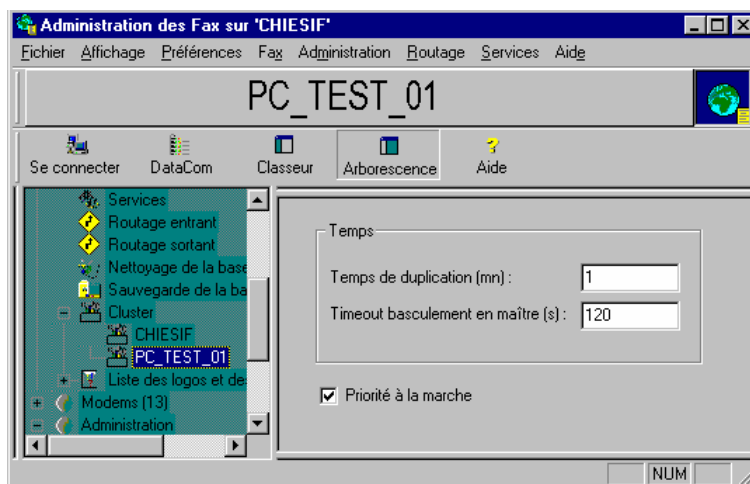 Administration des Fax sur 'CHIESIF'
Fichier Affichage Préférences Fax Administration Routage Services Aide
PC_TEST_01
Se connecter DataCom Classeur Arborescence Aide
Services
Routage entrant
Routage sortant
Nettoyage de la base
Sauvegarde de la ba
Cluster
CHIESIF
PC_TEST_01
Liste des logos et de
Modems (13)
Administration
Temps
Temps de duplication (mn) : 1
Timeout basculement en maître (s) : 120
Priorité à la marche
NUM